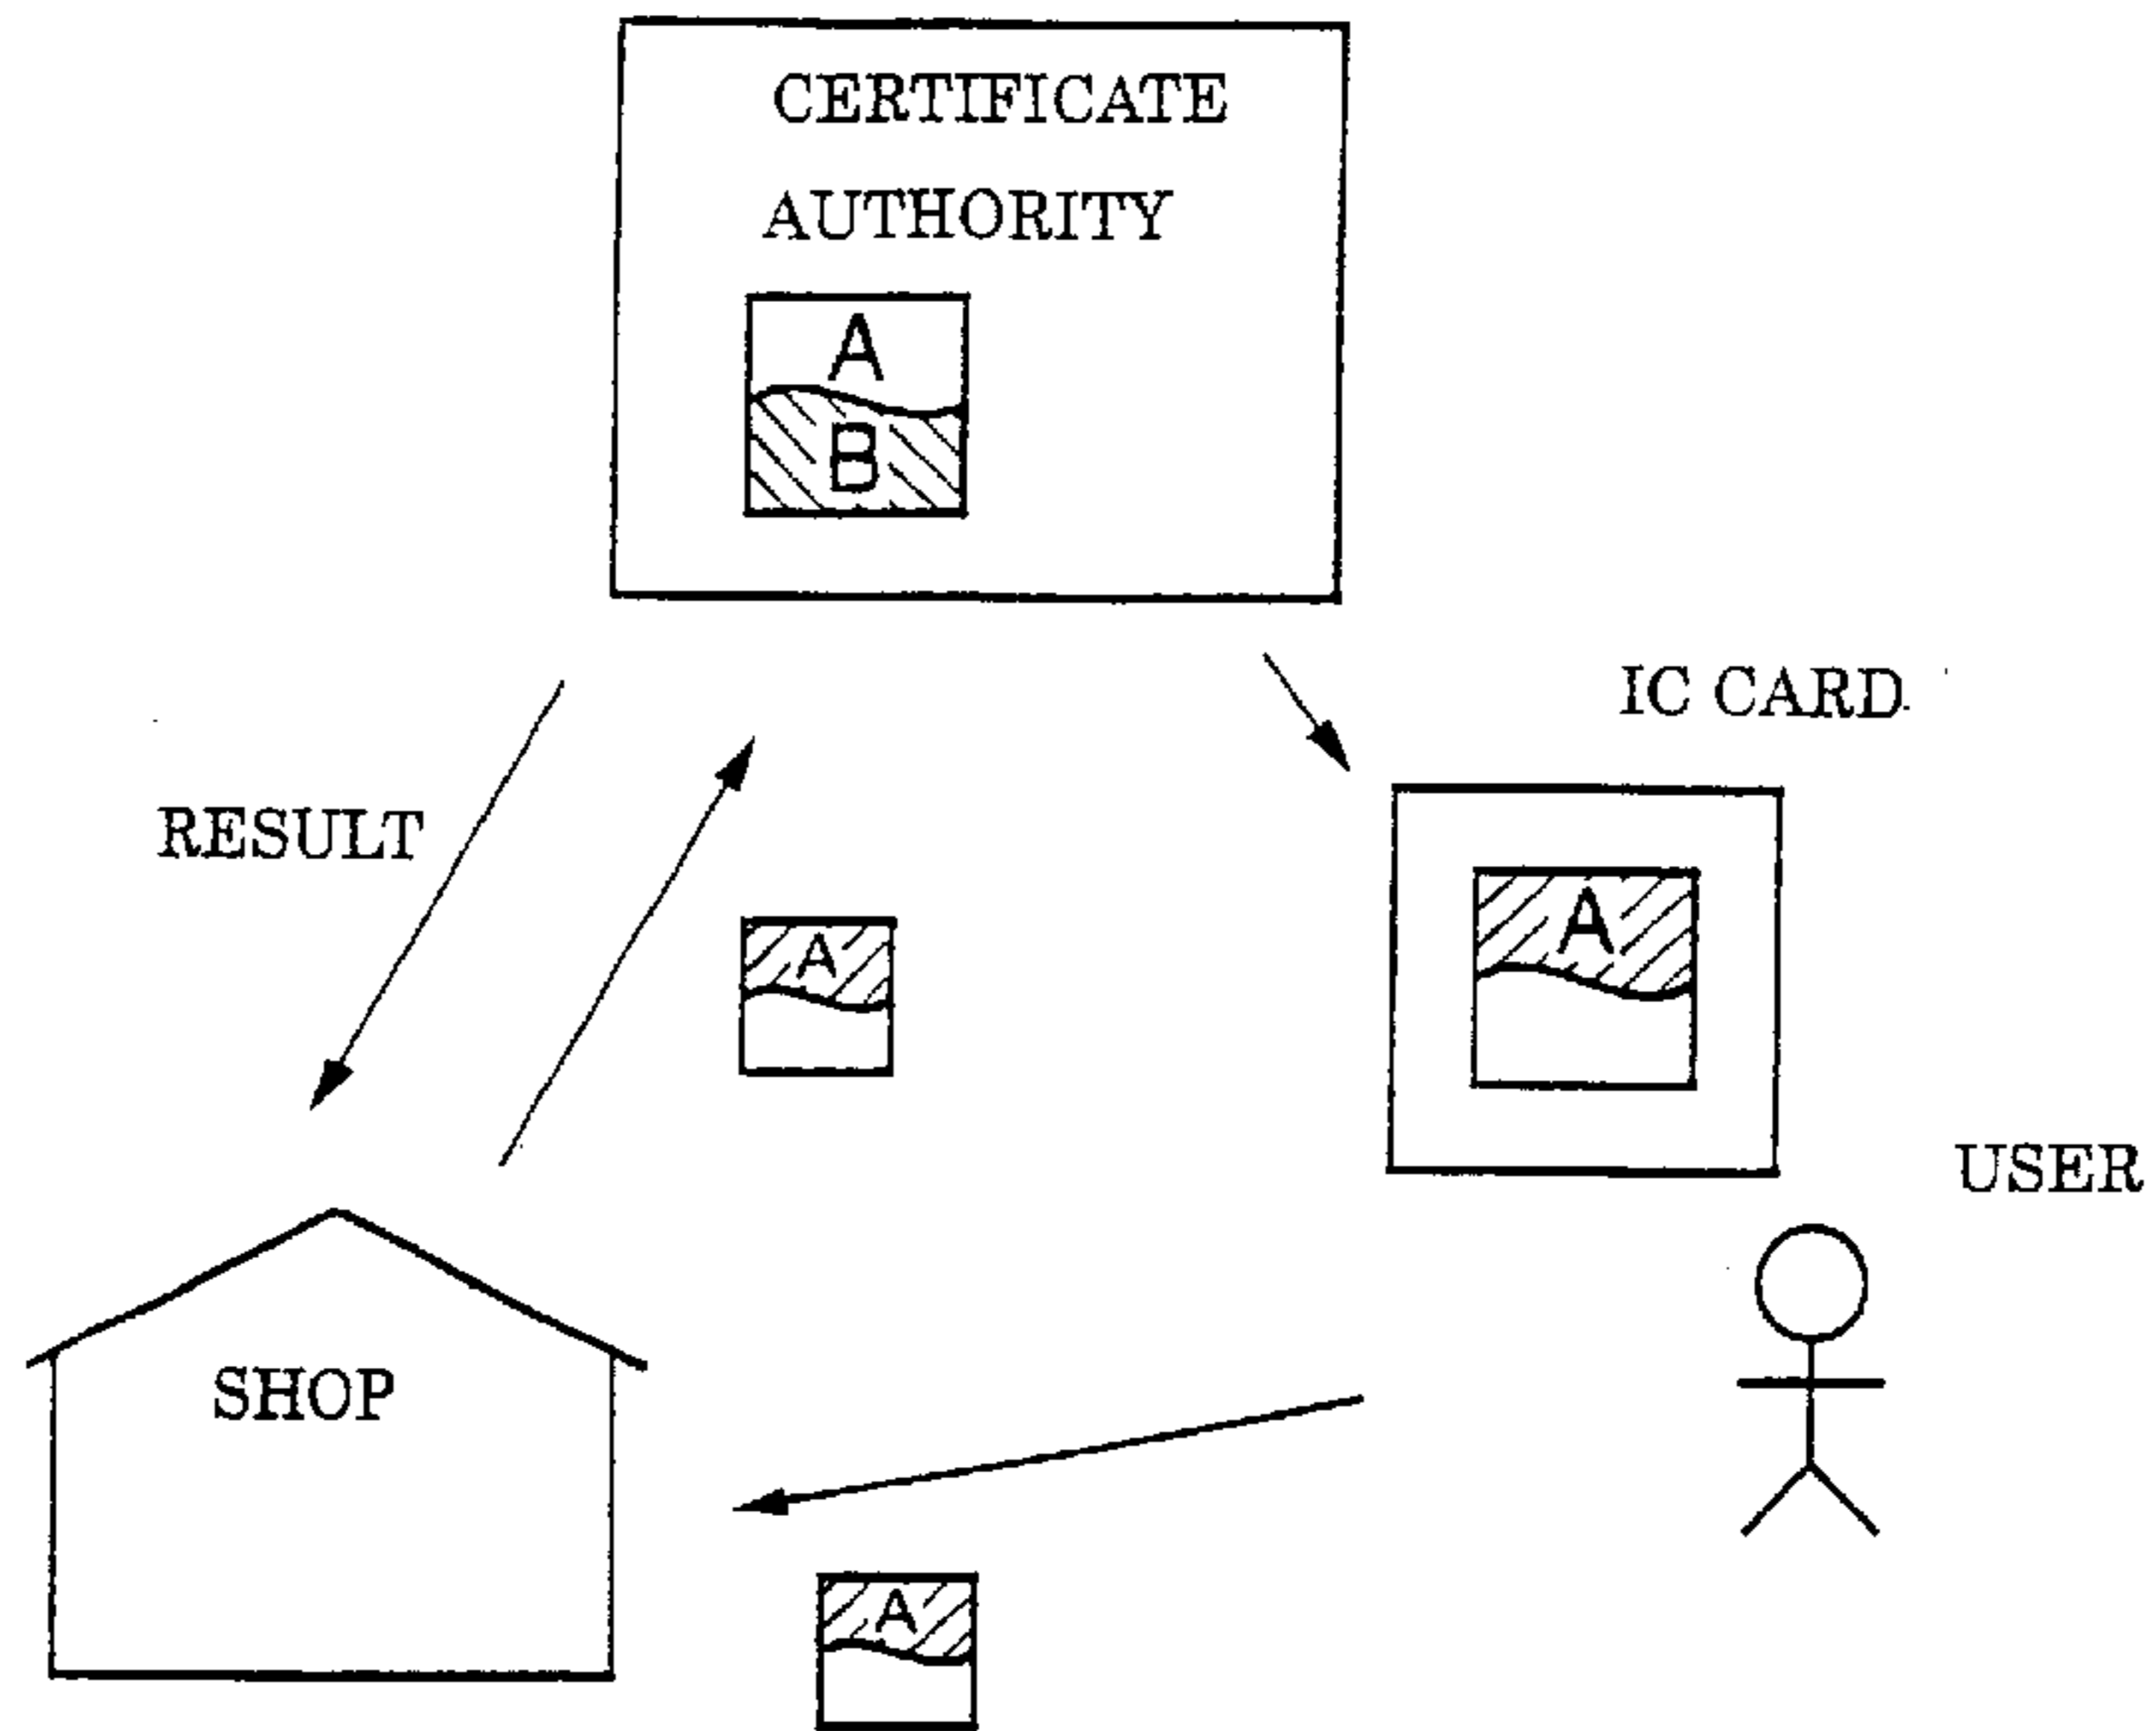 CERTIFICATE
AUTHORITY
A
B
IC CARD
RESULT
A
A
USER
SHOP
A